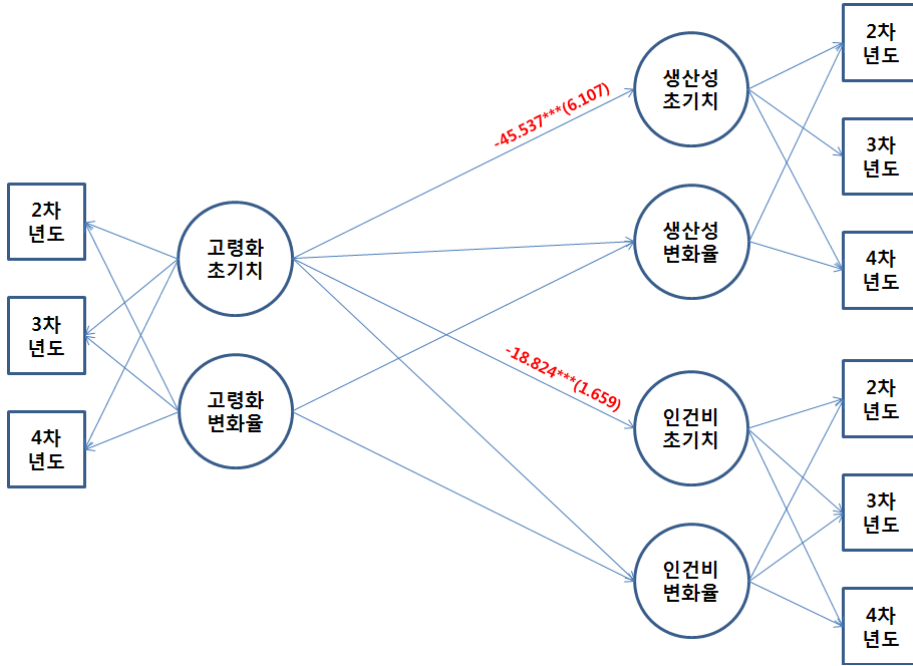 2차
년도
3차
년도
4차
년도
고령화
초기치
고령화
변화율
-45.537***(6.107)
-18.824***(1.659)
생산성
초기치
생산성
변화율
인건비
초기치
인건비
변화율
2차
년도
3차
년도
4차
년도
2차
년도
3차
년도
4차
년도